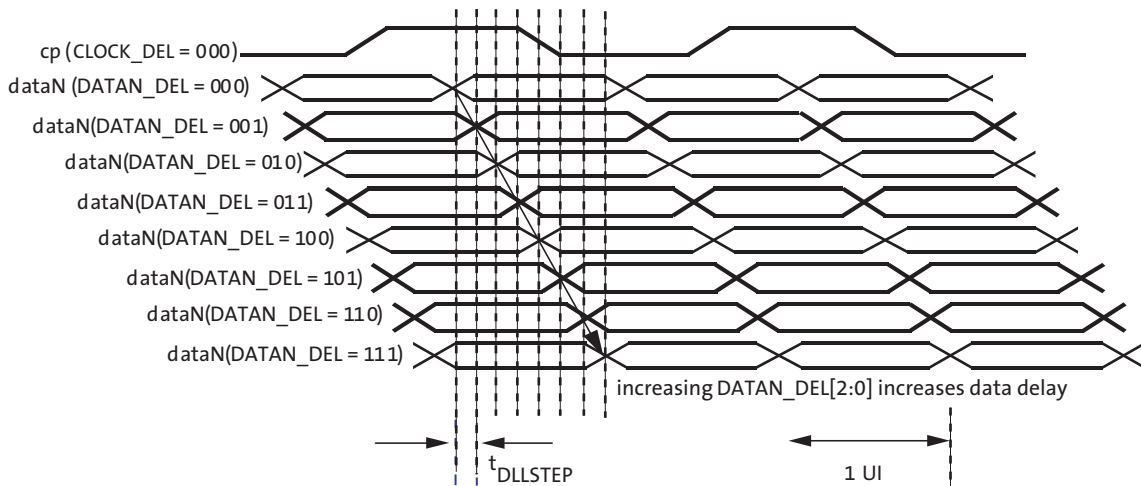 cp (CLOCK_DEL = 000)
dataN (DATAN_DEL = 000)
dataN(DATAN_DEL = 001)
dataN(DATAN_DEL = 010)
dataN(DATAN_DEL = 011)
dataN(DATAN_DEL = 100)
dataN(DATAN_DEL = 101)
dataN(DATAN_DEL = 110)
dataN(DATAN_DEL = 111)
increasing DATAN_DEL[2:0] increases data delay
tDLLSTEP
1 UI